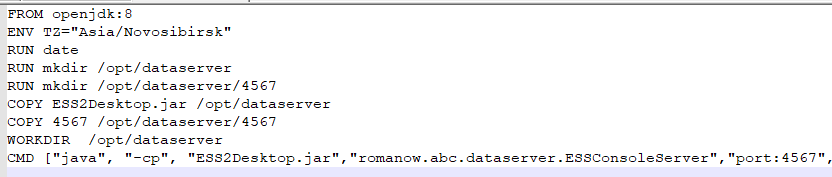 FROM openjdk:8
ENV TZ="Asia/Novosibirsk"
RUN date
RUN mkdir /opt/dataserver
RUN mkdir /opt/dataserver/4567
COPY ESS2Desktop.jar /opt/dataserver
COPY 4567 /opt/dataserver/4567
WORKDIR  /opt/dataserver
CMD ["java", "-cp", "ESS2Desktop.jar","romanow.abc.dataserver.ESSConsoleServer","port:4567",